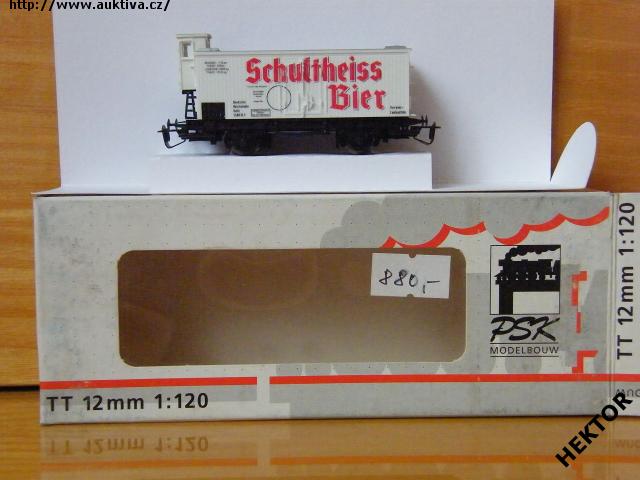 http://www.auktiva.cz/
Schultheiss
Bier
880,-
PSK
MODELBOUW
TT 12mm 1:120
TT 12mm 1:120
HEKTOR